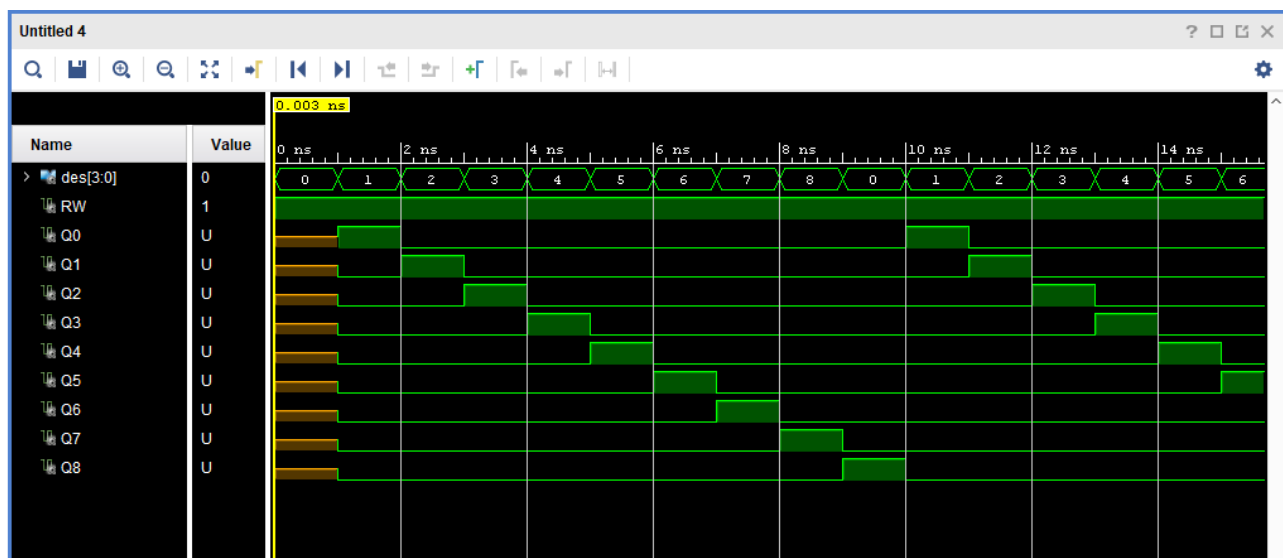 Untitled 4
?
0.003 ns
Name Value
0 ns 2 ns 4 ns 6 ns 8 ns 10 ns 12 ns 14 ns
> des[3:0] 0 0 1 2 3 4 5 6 7 8 0 1 2 3 4 5 6
RW 1
Q0 U
Q1 U
Q2 U
Q3 U
Q4 U
Q5 U
Q6 U
Q7 U
Q8 U